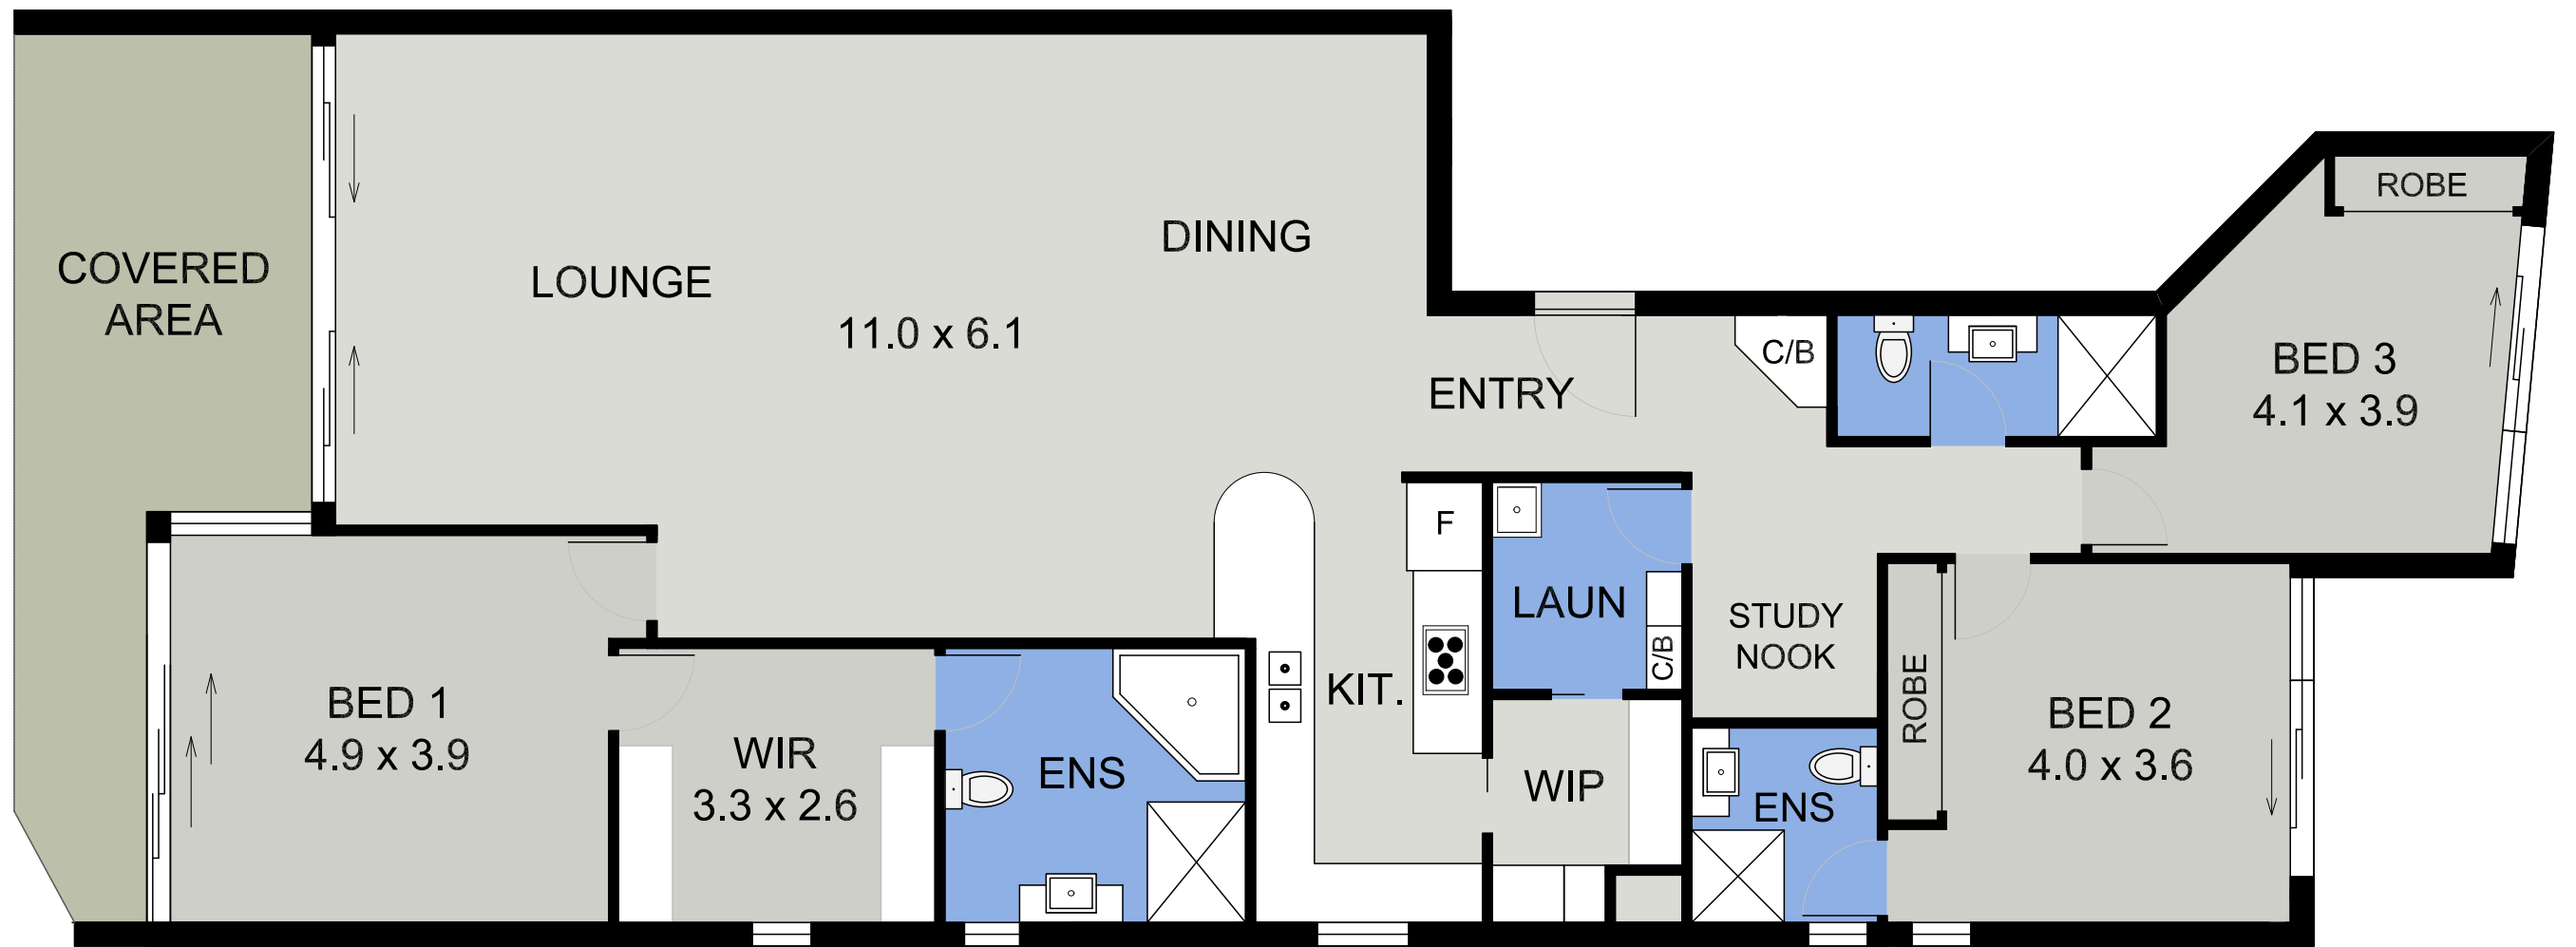 COVERED
AREA
LOUNGE
DINING
11.0 x 6.1
ENTRY
C/B
ROBE
BED 3
4.1 x 3.9
F
LAUN
C/B
STUDY
NOOK
KIT.
WIP
BED 1
4.9 x 3.9
WIR
3.3 x 2.6
ENS
ENS
ROBE
BED 2
4.0 x 3.6